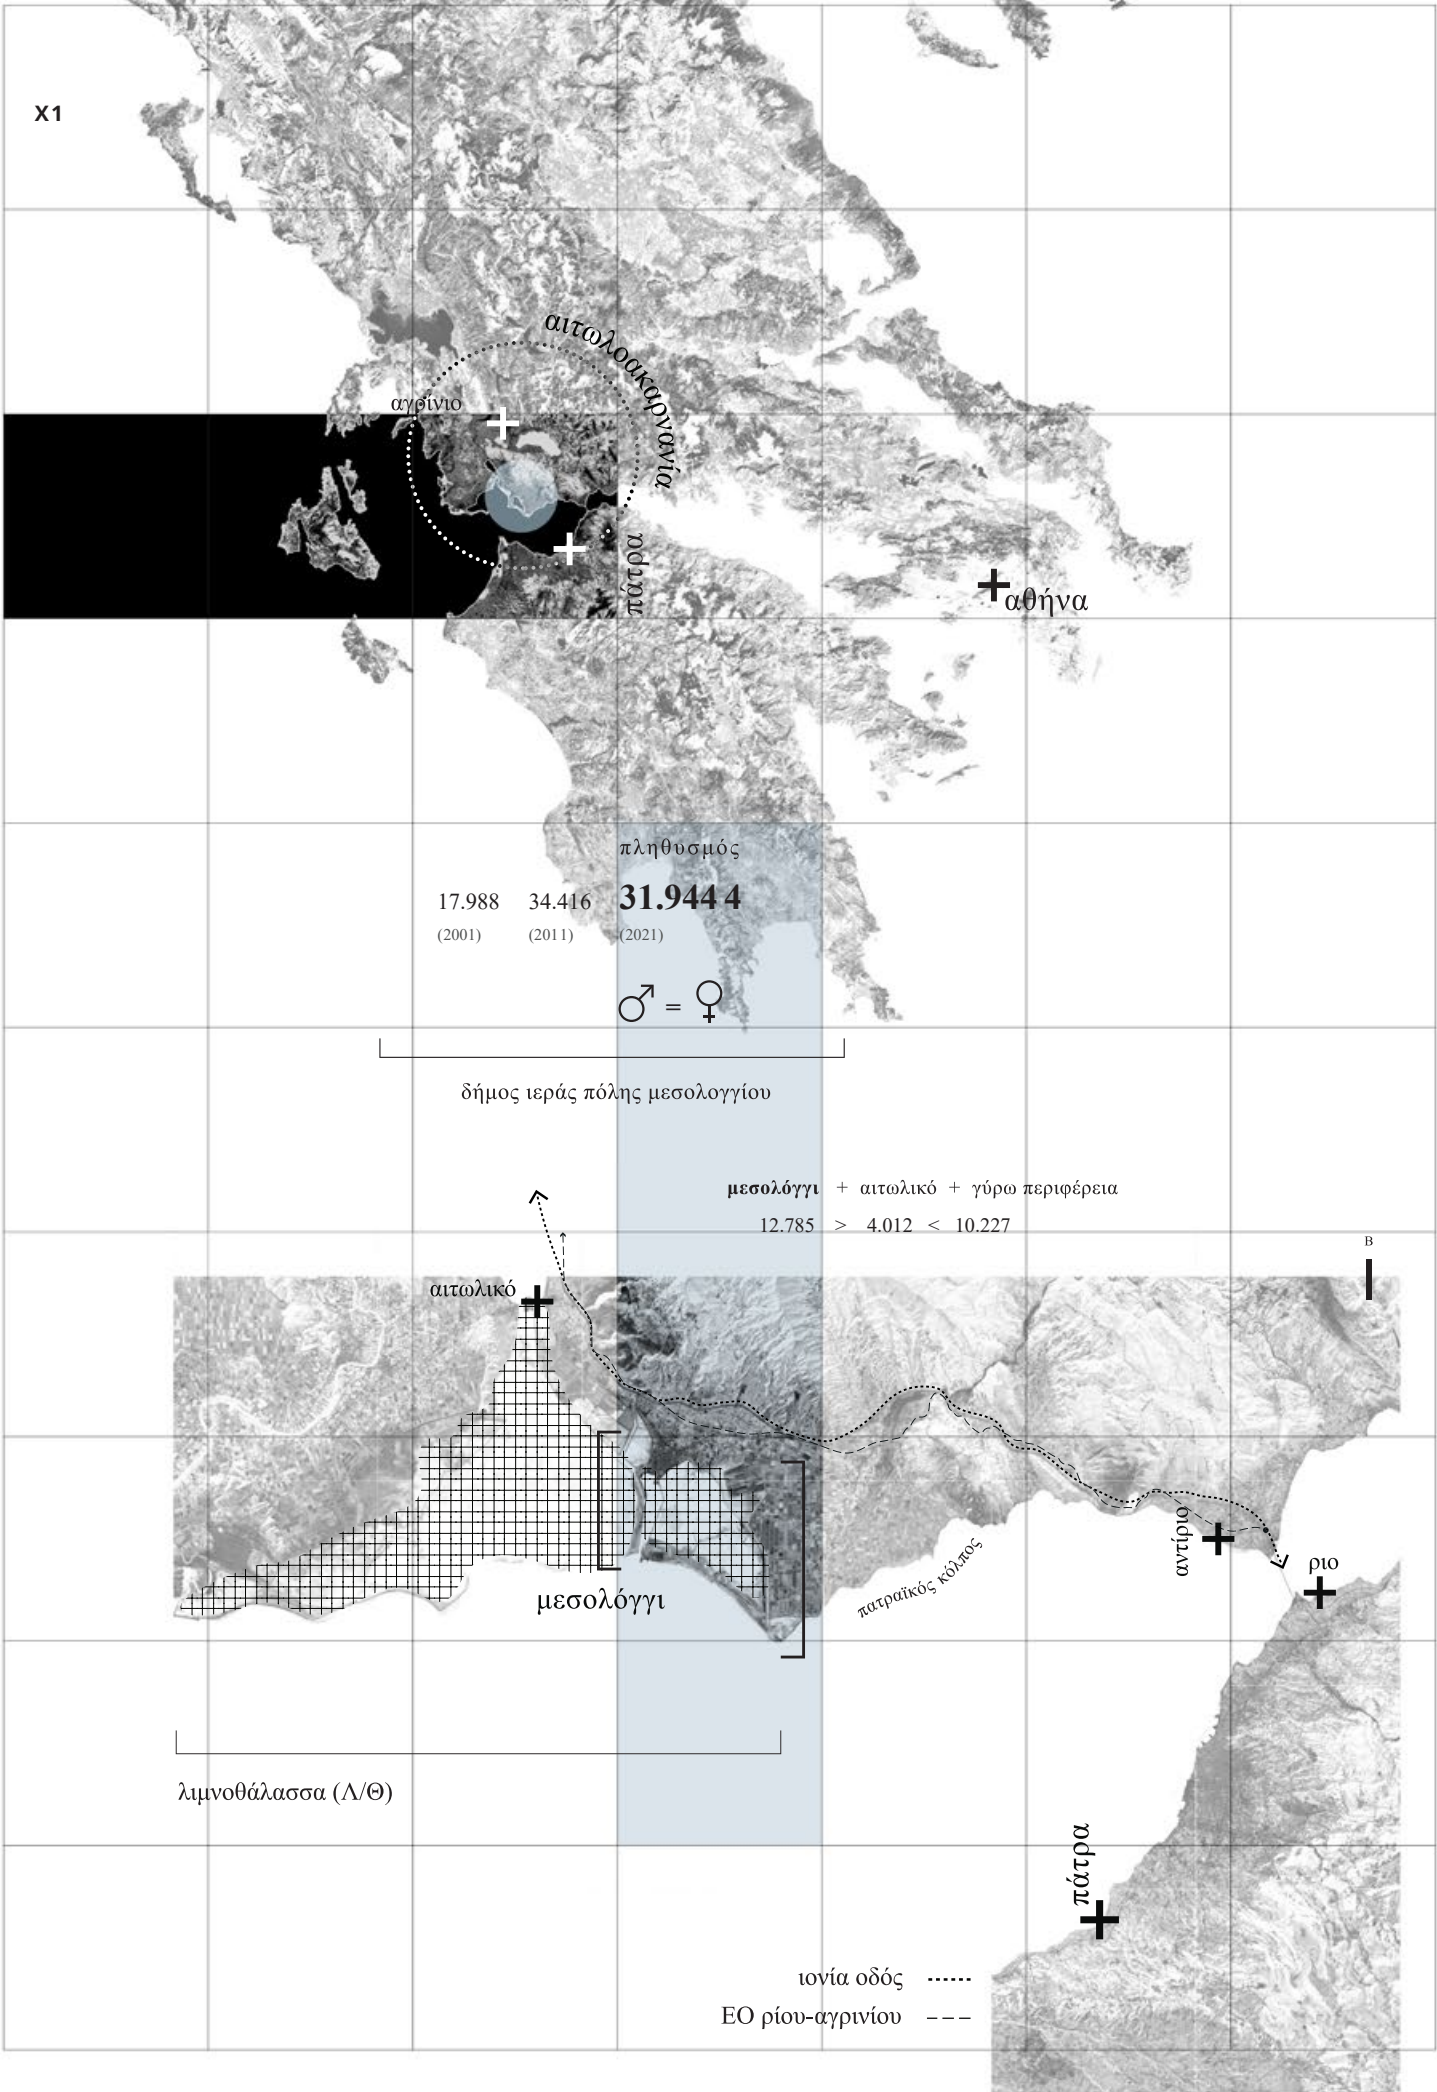 X1
αιτωλοακαρνανία
αγρίνιο
πάτρα
αθήνα
πληθυσμός
17.988 34.416 31.944 4
(2001) (2011) (2021)
♂ = ♀
δήμος ιεράς πόλης μεσολογγίου
μεσολόγγι + αιτωλικό + γύρω περιφέρεια
12.785 > 4.012 < 10.227
Β
αιτωλικό
αντίριο
ριο
πατραϊκός κόλπος
μεσολόγγι
λιμνοθάλασσα (Λ/Θ)
πάτρα
ιονία οδός
ΕΟ ρίου-αγρινίου